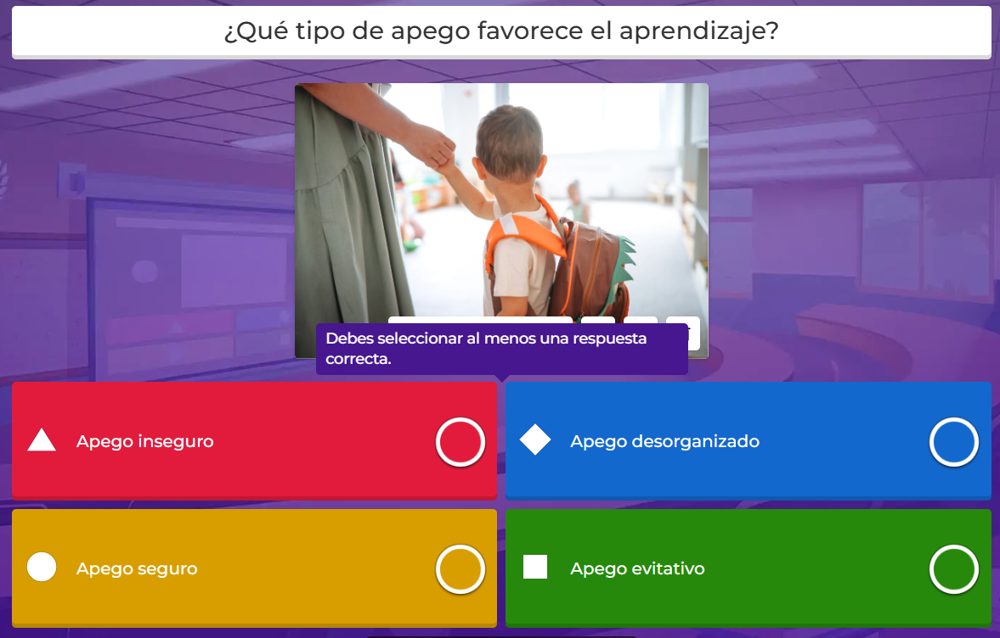 ¿Qué tipo de apego favorece el aprendizaje?
Debes seleccionar al menos una respuesta
correcta.
Apego inseguro
Apego desorganizado
Apego seguro
Apego evitativo